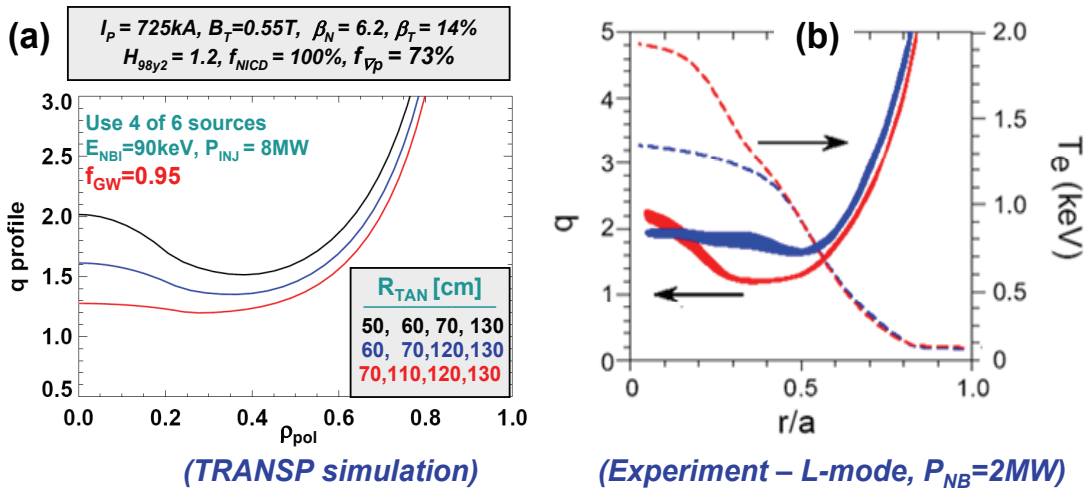 (a)
I_P = 725kA, B_T=0.55T, β_N = 6.2, β_T = 14%
H_98y2 = 1.2, f_NICD = 100%, f_∇p = 73%
3.0
2.5
2.0
1.5
1.0
0.5
q profile
Use 4 of 6 sources
E_NBI=90keV, P_INJ = 8MW
f_GW=0.95
R_TAN [cm]
50, 60, 70, 130
60, 70,120,130
70,110,120,130
0.0 0.2 0.4 0.6 0.8 1.0
ρ_pol
(TRANSP simulation)
(b)
5
4
3
2
1
0
q
2.0
1.5
1.0
0.5
0
T_e (keV)
0 0.5 1.0
r/a
(Experiment – L-mode, P_NB=2MW)